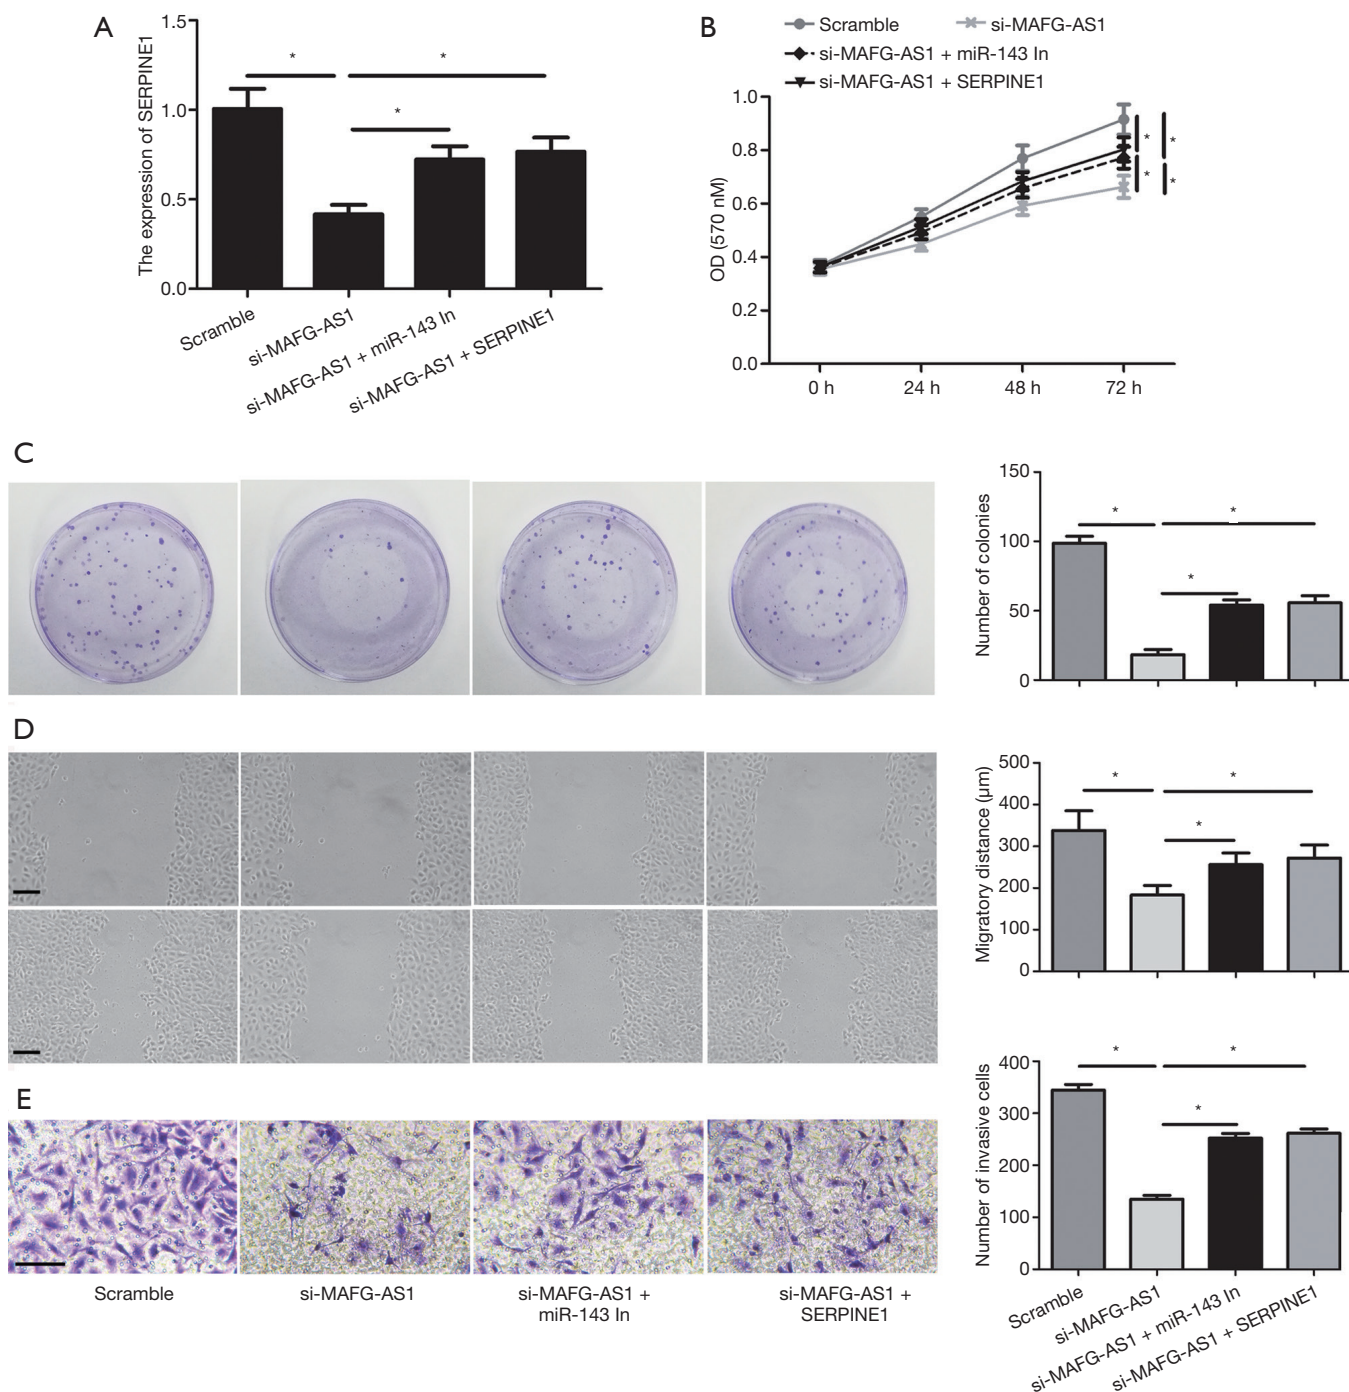 A
The expression of SERPINE1
1.5
1.0
0.5
0.0
*
*
*
Scramble
si-MAFG-AS1
si-MAFG-AS1 + miR-143 In
si-MAFG-AS1 + SERPINE1
B
Scramble
si-MAFG-AS1
si-MAFG-AS1 + miR-143 In
si-MAFG-AS1 + SERPINE1
OD (570 nM)
1.0
0.8
0.6
0.4
0.2
0.0
*
*
*
*
0 h
24 h
48 h
72 h
C
Number of colonies
150
100
50
0
*
*
*
D
Migratory distance (μm)
500
400
300
200
100
0
*
*
*
E
Scramble
si-MAFG-AS1
si-MAFG-AS1 +
miR-143 In
si-MAFG-AS1 +
SERPINE1
Number of invasive cells
400
300
200
100
0
*
*
*
Scramble
si-MAFG-AS1
si-MAFG-AS1 + miR-143 In
si-MAFG-AS1 + SERPINE1